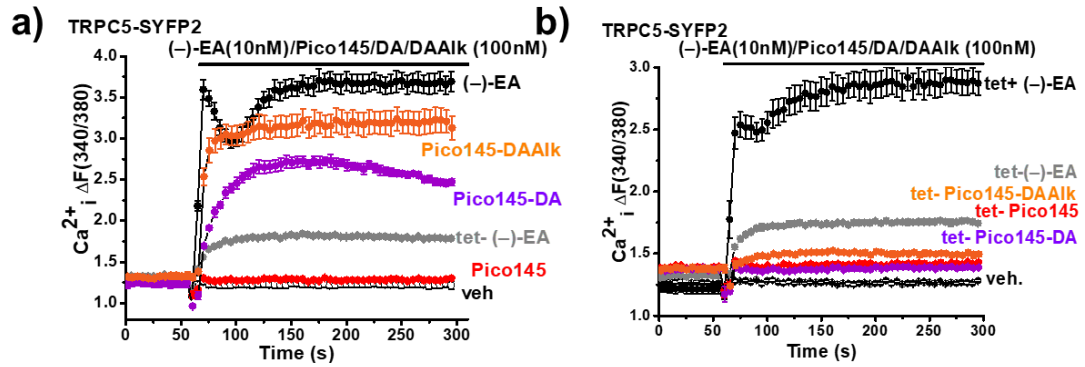 a)
TRPC5-SYFP2
(–)-EA(10nM)/Pico145/DA/DAAlk (100nM)
4.0
3.5
3.0
2.5
2.0
1.5
1.0
Ca2+ i ΔF(340/380)
(–)-EA
Pico145-DAAlk
Pico145-DA
tet- (–)-EA
Pico145
veh
0 50 100 150 200 250 300
Time (s)
b)
TRPC5-SYFP2
(–)-EA(10nM)/Pico145/DA/DAAlk (100nM)
3.0
2.5
2.0
1.5
1.0
Ca2+ i ΔF(340/380)
tet+ (–)-EA
tet-(–)-EA
tet- Pico145-DAAlk
tet- Pico145
tet- Pico145-DA
veh.
0 50 100 150 200 250 300
Time (s)